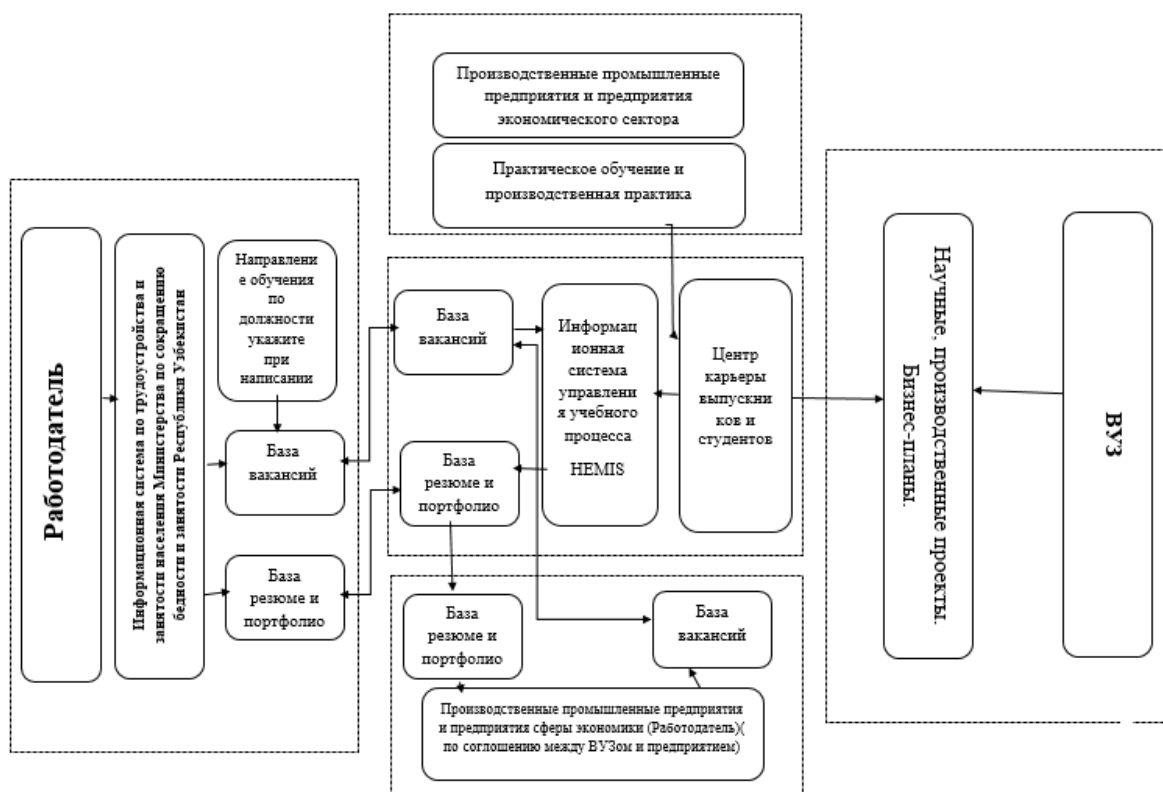 Производственные промышленные
предприятия и предприятия
экономического сектора
Практическое обучение и
производственная практика
Работодатель
Информационная система по трудоустройства и
занятости населения Министерства по сокращению
бедности и занятости Республики Узбекистан
Направлени
е обучения
по
должности
укажите
при
написании
База
вакансий
База
резюме и
портфолио
База
вакансий
База
резюме и
портфолио
Информац
ионная
система
управлени
я учебного
процесса
HEMIS
Центр
карьеры
выпускни
ков и
студентов
База
резюме и
портфолио
База
вакансий
Производственные промышленные предприятия
и предприятия сферы экономики (Работодатель)(
по соглошению между ВУЗом и предприятием)
Научные, производственные проекты.
Бизнес-планы.
ВУЗ